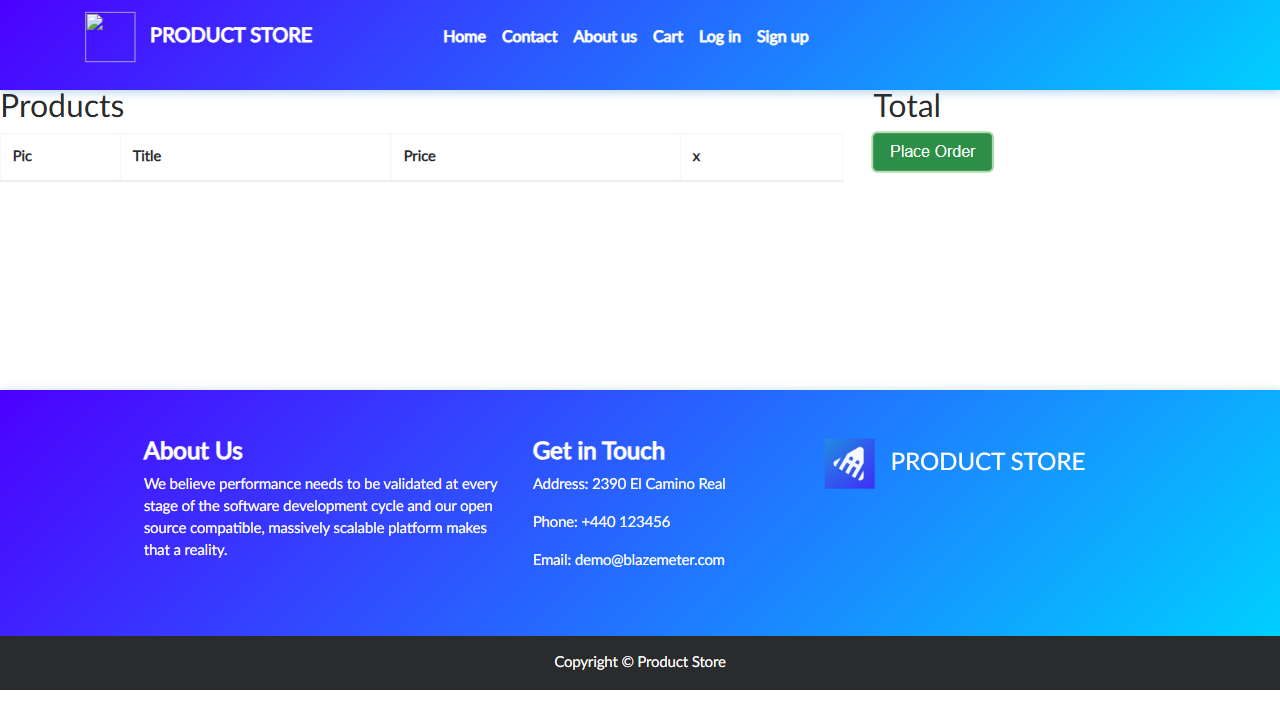 PRODUCT STORE
Home Contact About us Cart Log in Sign up
Products
Total
Pic Title Price x
Place Order
About Us
We believe performance needs to be validated at every
stage of the software development cycle and our open
source compatible, massively scalable platform makes
that a reality.
Get in Touch
Address: 2390 El Camino Real
Phone: +440 123456
Email: demo@blazemeter.com
PRODUCT STORE
Copyright © Product Store